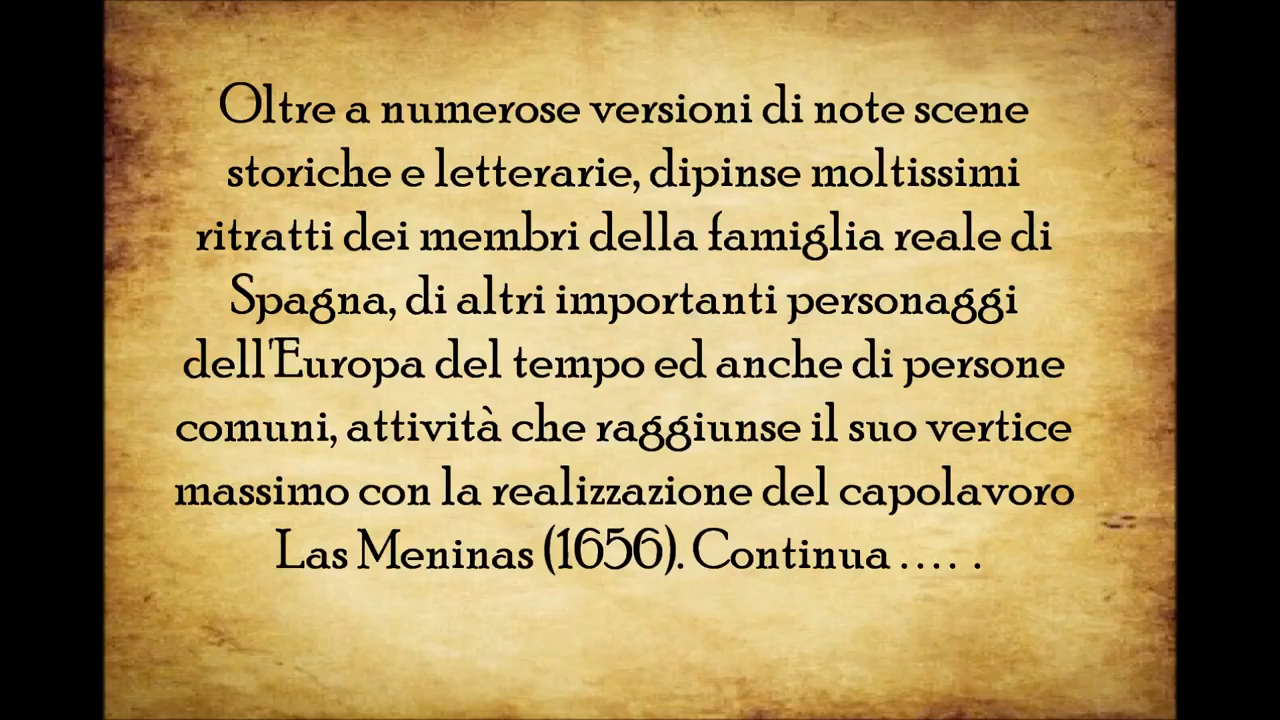 Oltre a numerose versioni di note scene
storiche e letterarie, dipinse moltissimi
ritratti dei membri della famiglia reale di
Spagna, di altri importanti personaggi
dell'Europa del tempo ed anche di persone
comuni, attività che raggiunse il suo vertice
massimo con la realizzazione del capolavoro
Las Meninas (1656). Continua .... .